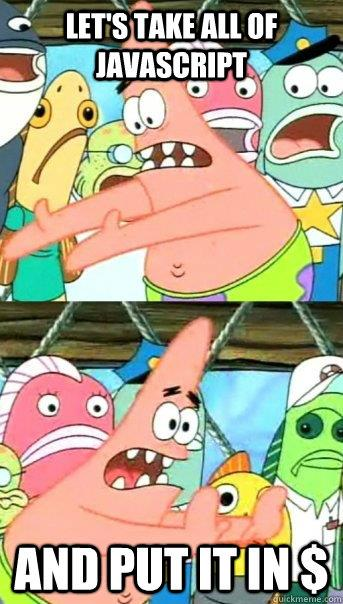 LET'S TAKE ALL OF
JAVASCRIPT
AND PUT IT IN $
quickmeme.com